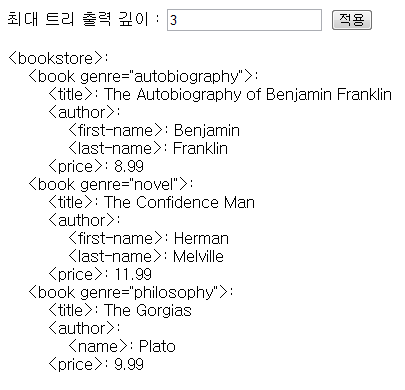 최대 트리 출력 깊이 : 3 적용
<bookstore>:
<book genre="autobiography">:
<title>: The Autobiography of Benjamin Franklin
<author>:
<first-name>: Benjamin
<last-name>: Franklin
<price>: 8.99
<book genre="novel">:
<title>: The Confidence Man
<author>:
<first-name>: Herman
<last-name>: Melville
<price>: 11.99
<book genre="philosophy">:
<title>: The Gorgias
<author>:
<name>: Plato
<price>: 9.99